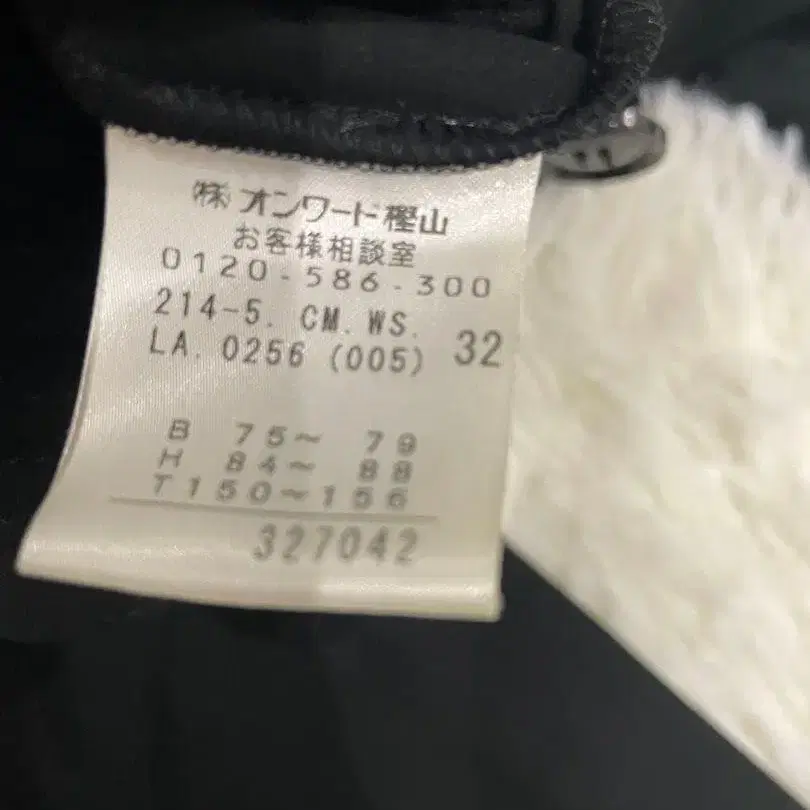 ㈱オンワード樫山
お客様相談室
0120-586-300
214-5. CM. WS.
LA. 0256 (005) 32
B 75～ 79
H 84～ 88
T150～156
327042